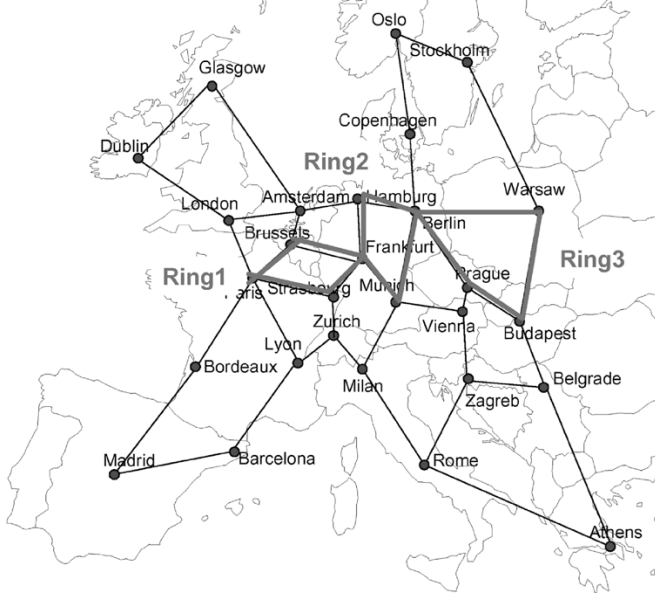 Oslo
Stockholm
Glasgow
Copenhagen
Dublin
Ring2
Amsterdam
Hamburg
Warsaw
London
Berlin
Brussels
Frankfurt
Ring3
Ring1
Prague
Paris
Strasbourg
Munich
Zurich
Vienna
Budapest
Lyon
Bordeaux
Milan
Belgrade
Zagreb
Madrid
Barcelona
Rome
Athens